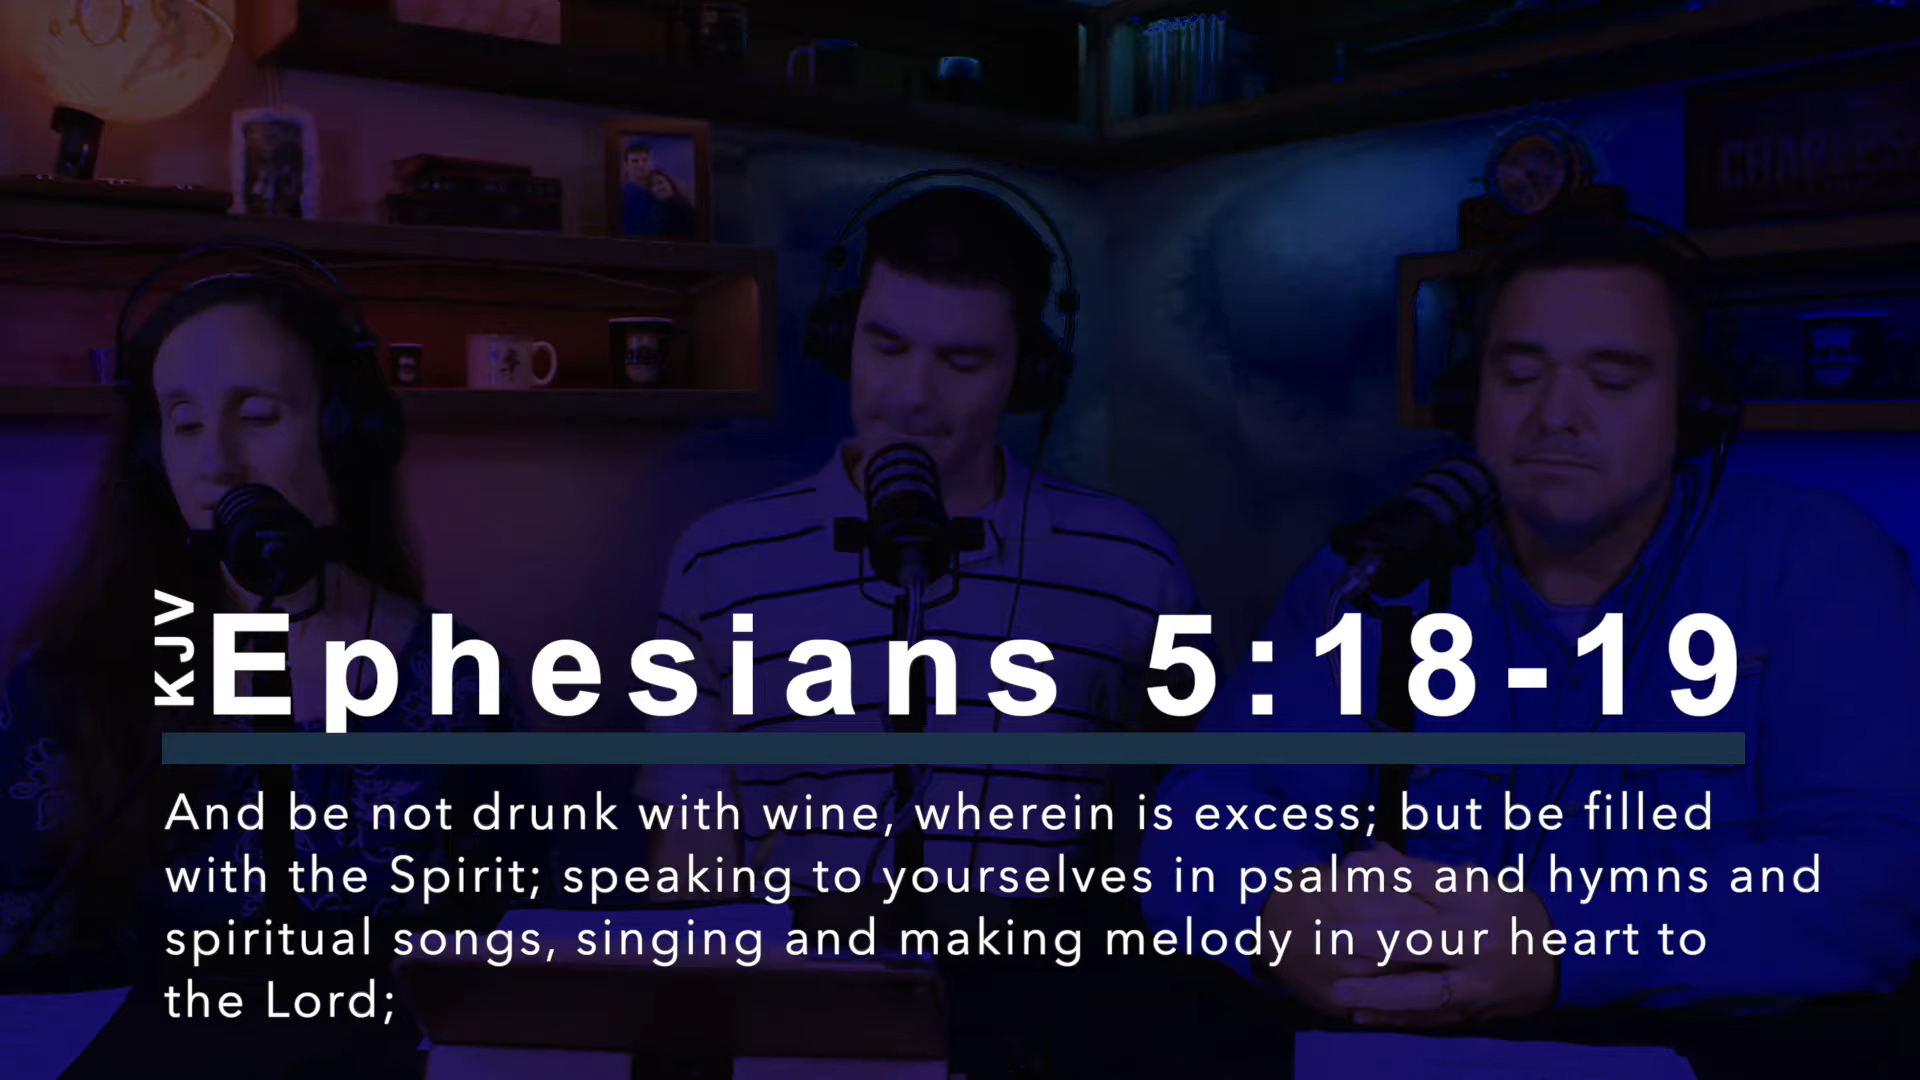 KJV
Ephesians 5:18-19
And be not drunk with wine, wherein is excess; but be filled
with the Spirit; speaking to yourselves in psalms and hymns and
spiritual songs, singing and making melody in your heart to
the Lord;